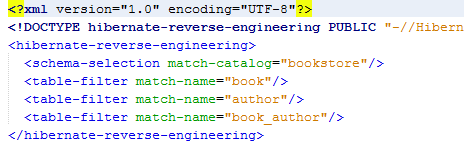 <?xml version="1.0" encoding="UTF-8"?>
<!DOCTYPE hibernate-reverse-engineering PUBLIC "-//Hibern
<hibernate-reverse-engineering>
<schema-selection match-catalog="bookstore"/>
<table-filter match-name="book"/>
<table-filter match-name="author"/>
<table-filter match-name="book_author"/>
</hibernate-reverse-engineering>